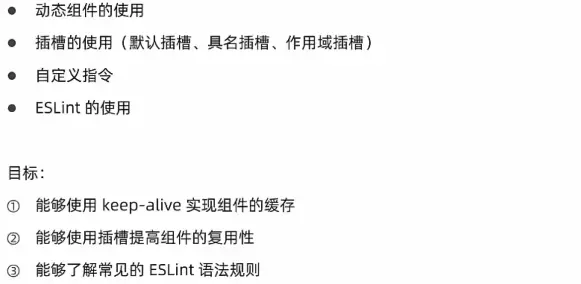 ● 动态组件的使用
● 插槽的使用（默认插槽、具名插槽、作用域插槽）
● 自定义指令
● ESLint 的使用
目标：
① 能够使用 keep-alive 实现组件的缓存
② 能够使用插槽提高组件的复用性
③ 能够了解常见的 ESLint 语法规则